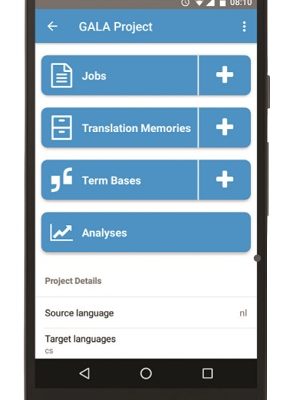 08:10
GALA Project
Jobs
Translation Memories
Term Bases
Analyses
Project Details
Source language nl
Target languages
cs